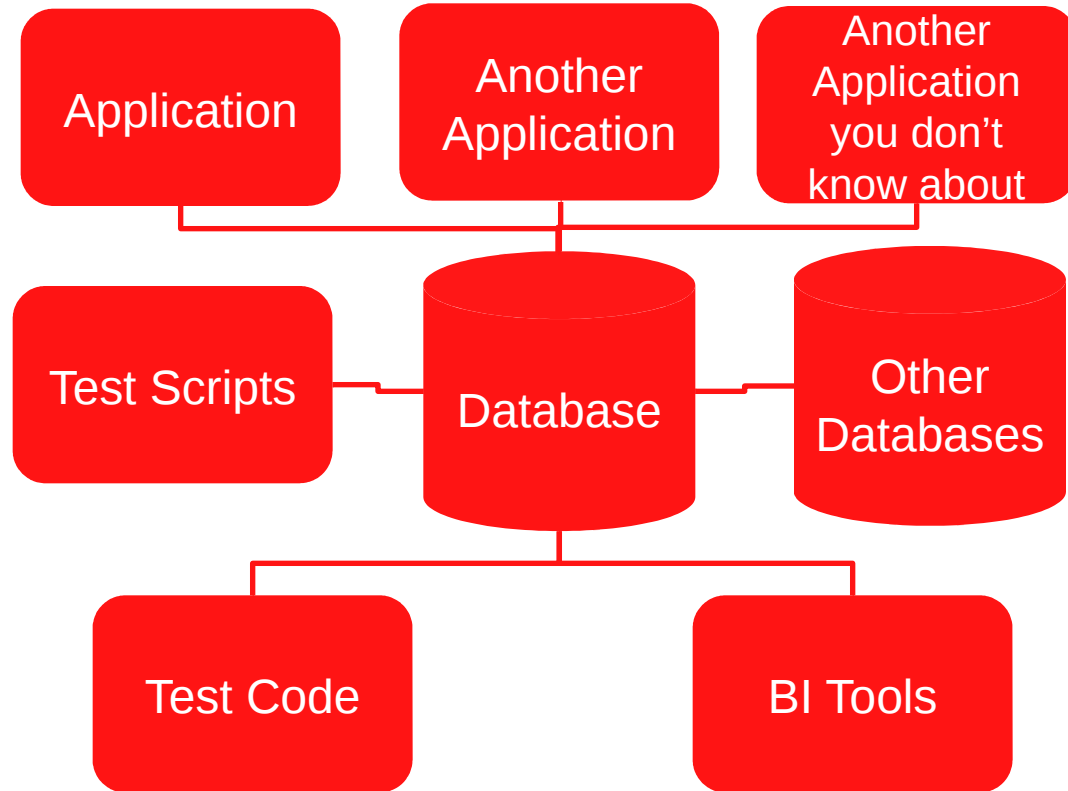 Application
Another
Application
Another
Application
you don’t
know about
Test Scripts
Database
Other
Databases
Test Code
BI Tools